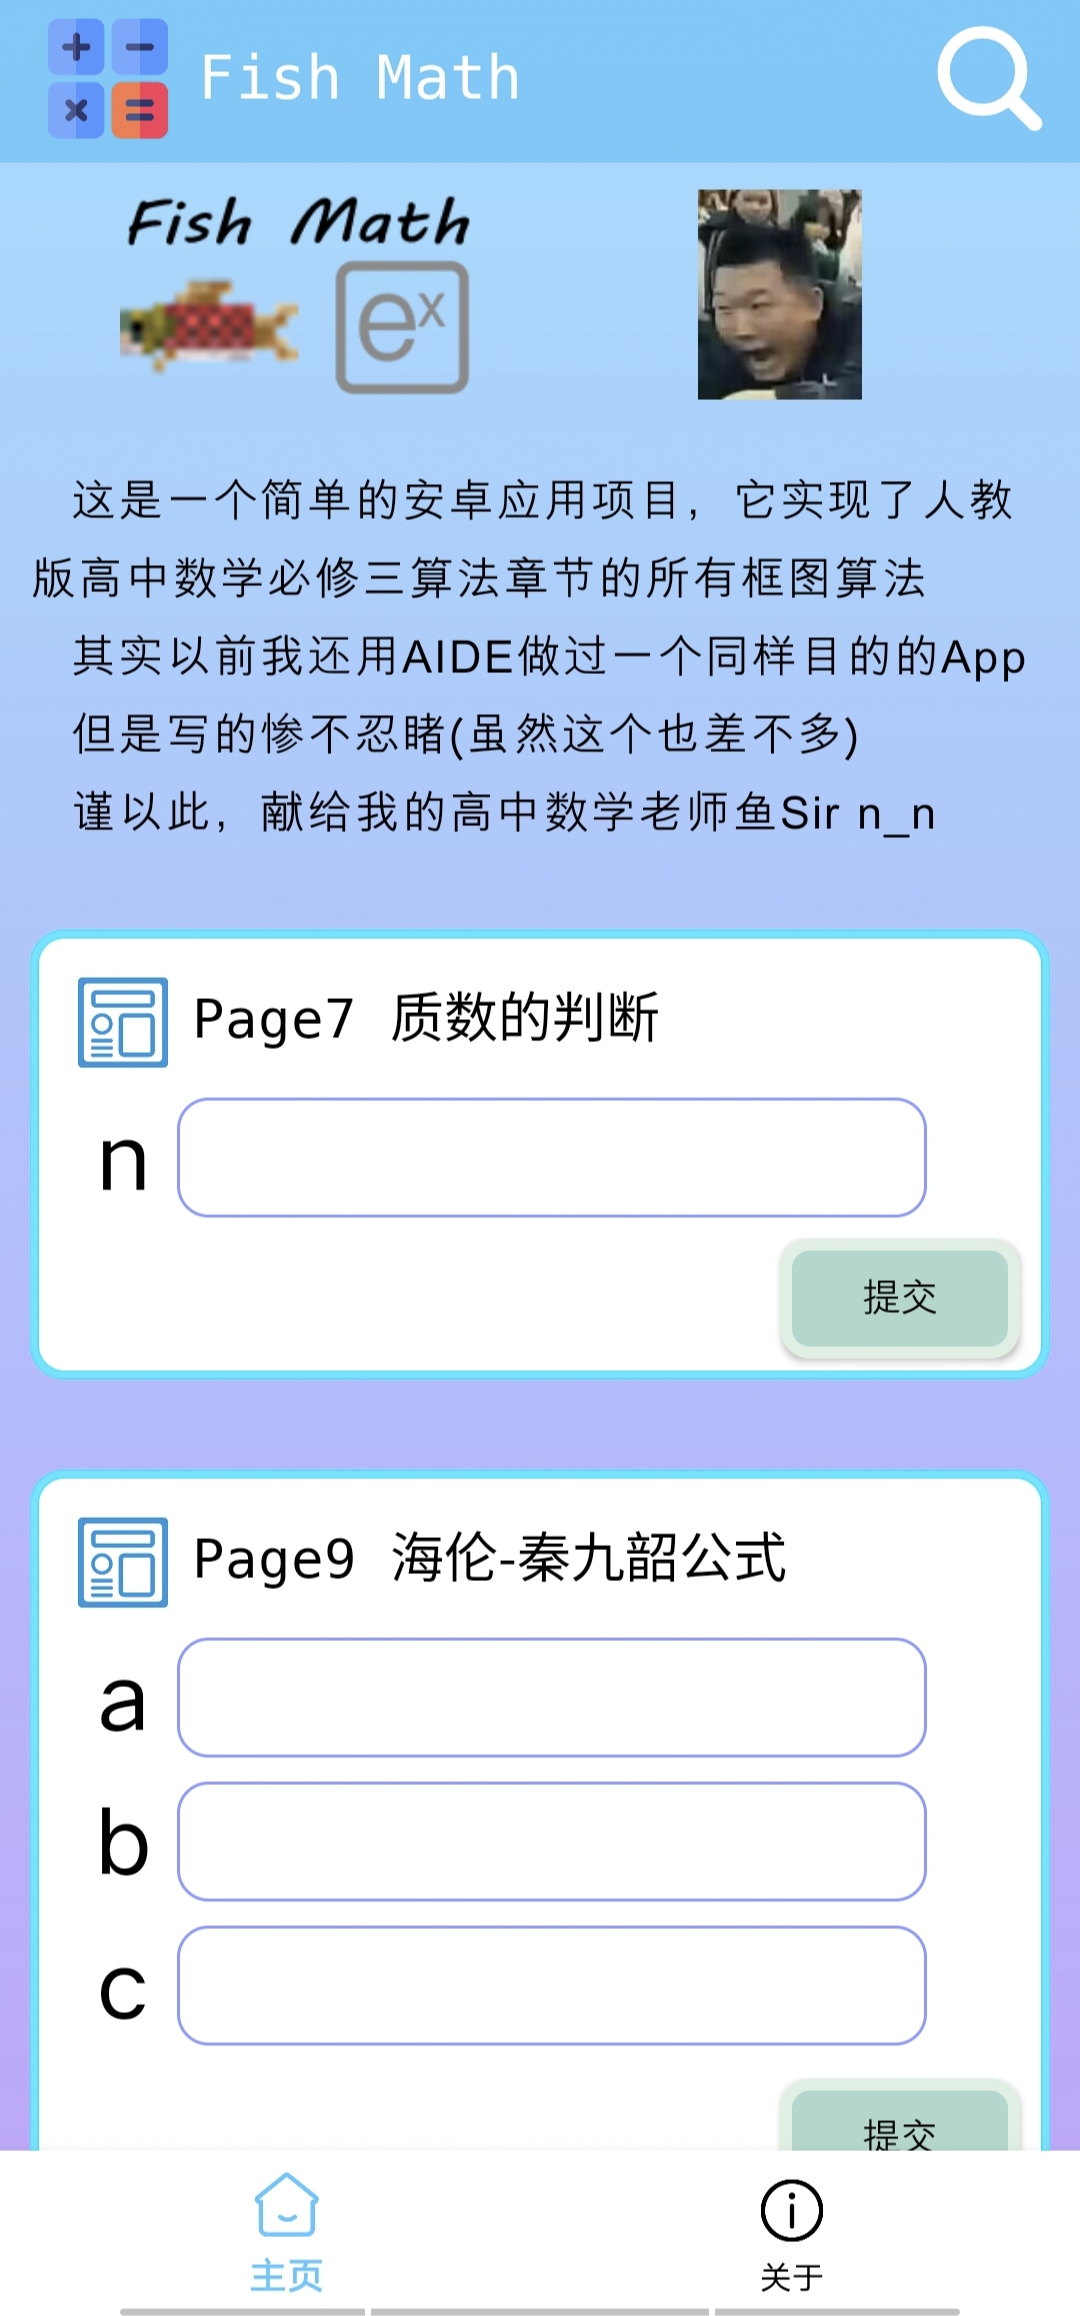 + −
× =
Fish Math
Fish Math
eˣ
这是一个简单的安卓应用项目，它实现了人教
版高中数学必修三算法章节的所有框图算法
其实以前我还用AIDE做过一个同样目的的App
但是写的惨不忍睹(虽然这个也差不多)
谨以此，献给我的高中数学老师鱼Sir n_n
Page7 质数的判断
n
提交
Page9 海伦-秦九韶公式
a
b
c
提交
主页
关于